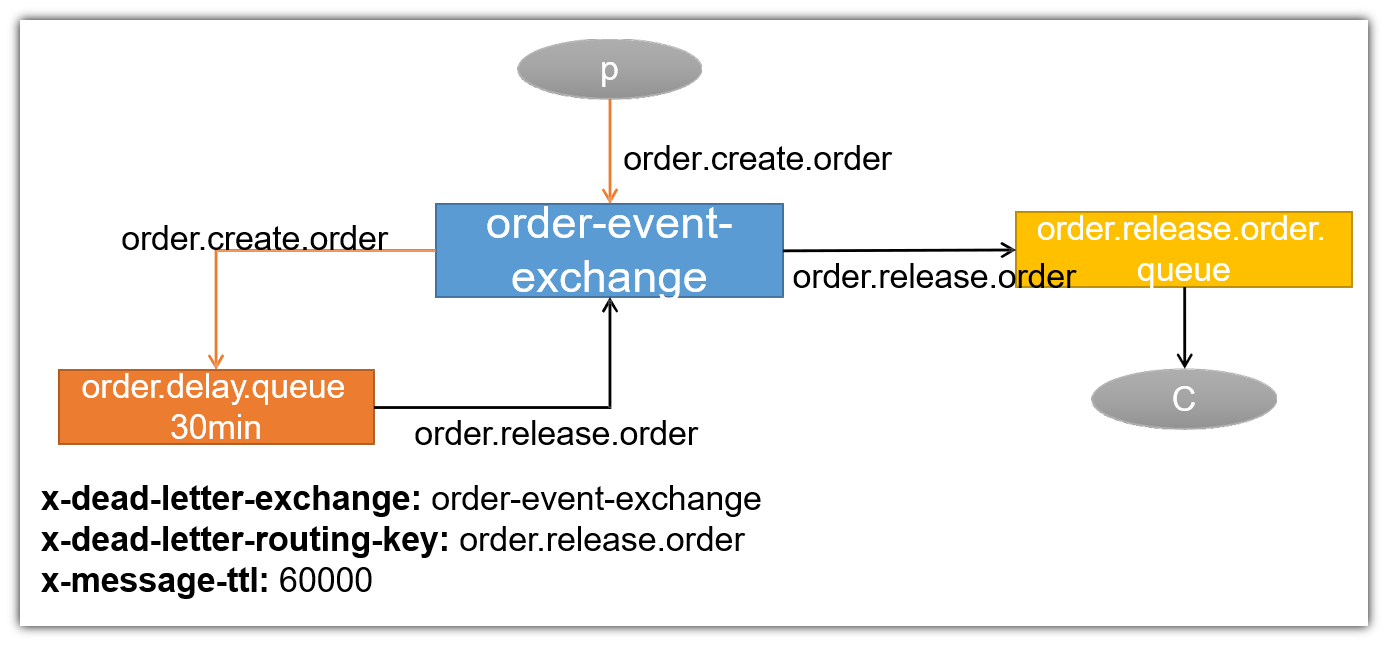 p
order.create.order
order.create.order
order-event-
exchange
order.release.order
order.release.order.
queue
order.delay.queue
30min
order.release.order
C
x-dead-letter-exchange: order-event-exchange
x-dead-letter-routing-key: order.release.order
x-message-ttl: 60000